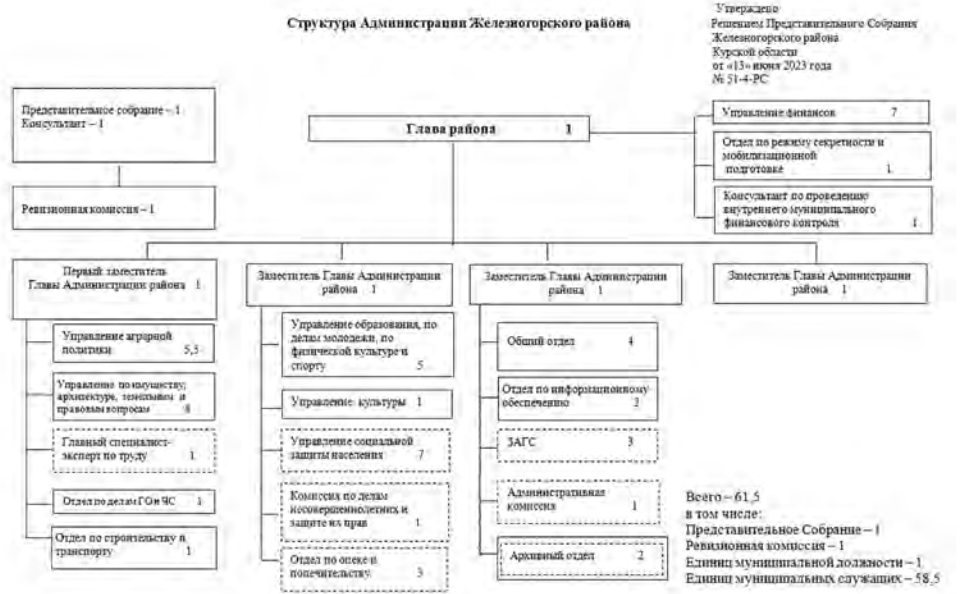 Структура Администрации Железногорского района
Утверждено
Решением Представительного Собрания
Железногорского района
Курской области
от «13» июня 2023 года
№ 51-4-РС
Представительное собрание – 1
Консультант – 1
Ревизионная комиссия – 1
Глава района 1
Управление финансов 7
Отдел по режиму секретности и
мобилизационной
подготовке 1
Консультант по проведению
внутреннего муниципального
финансового контроля 1
Первый заместитель
Главы Администрации района 1
Управление аграрной
политики 5,5
Управление по имуществу,
архитектуре, земельным и
правовым вопросам 8
Главный специалист-
эксперт по труду 1
Отдел по делам ГО и ЧС 1
Отдел по строительству и
транспорту 1
Заместитель Главы Администрации
района 1
Управление образования, по
делам молодежи, по
физической культуре и
спорту 5
Управление культуры 1
Управление социальной
защиты населения 7
Комиссия по делам
несовершеннолетних и
защите их прав 1
Отдел по опеке и
попечительству 3
Заместитель Главы Администрации
района 1
Общий отдел 4
Отдел по информационному
обеспечению
ЗАГС 3
Административная
комиссия 1
Архивный отдел 2
Заместитель Главы Администрации
района 1
Всего – 61,5
в том числе:
Представительное Собрание – 1
Ревизионная комиссия – 1
Единиц муниципальной должности – 1
Единиц муниципальных служащих – 58,5